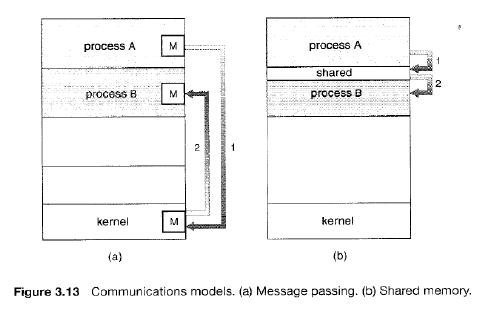 process A
M
process B
M
2
1
kernel
M
(a)
process A
1
shared
2
process B
kernel
(b)
Figure 3.13 Communications models. (a) Message passing. (b) Shared memory.